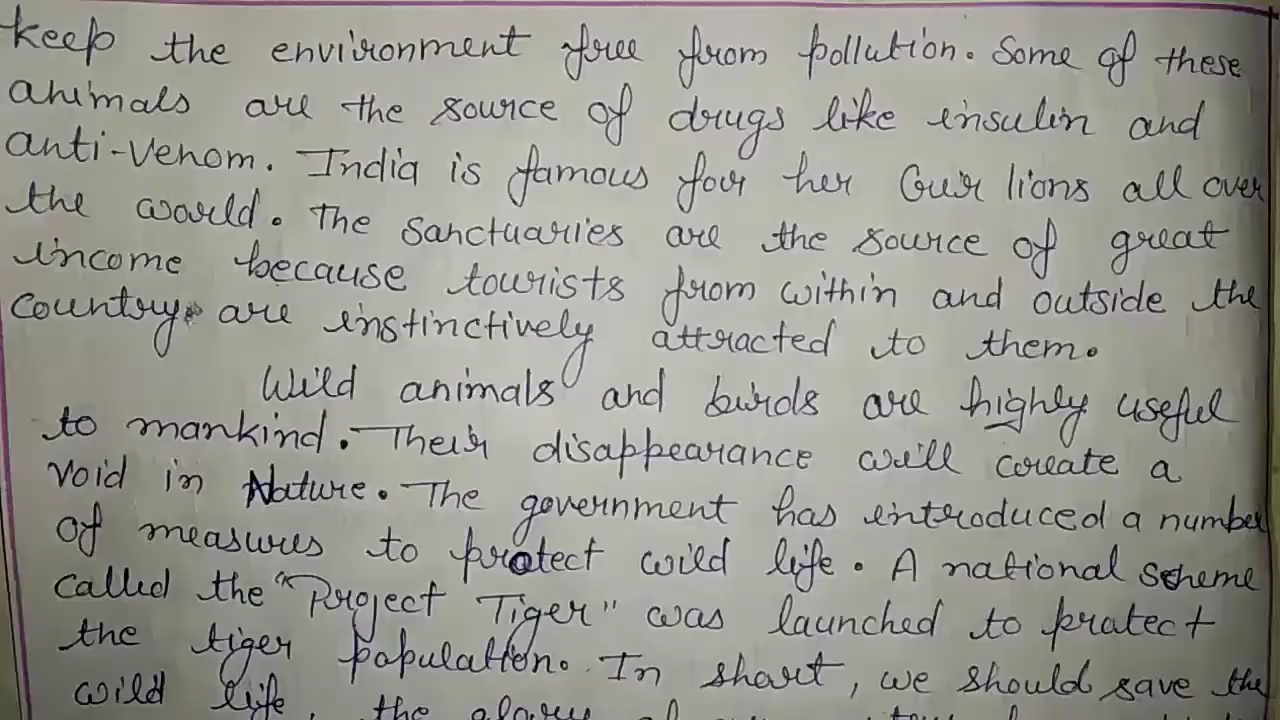 keep the environment free from pollution. Some of these
animals are the source of drugs like insulin and
anti-venom. India is famous for her Guir lions all over
the world. The Sanctuaries are the source of great
income because tourists from within and outside the
country are instinctively attracted to them.
Wild animals and birds are highly useful
to mankind. Their disappearance will create a
void in Nature. The government has introduced a number
of measures to protect wild life. A national scheme
called the "Project Tiger" was launched to protect
the tiger population. In short, we should save the
wild life, the glory of